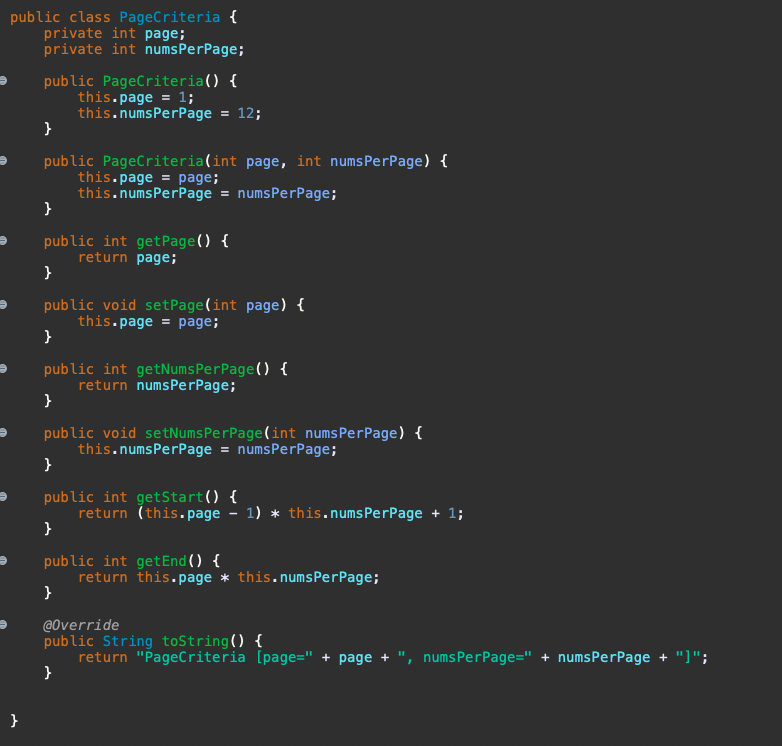 public class PageCriteria {
    private int page;
    private int numsPerPage;

    public PageCriteria() {
        this.page = 1;
        this.numsPerPage = 12;
    }

    public PageCriteria(int page, int numsPerPage) {
        this.page = page;
        this.numsPerPage = numsPerPage;
    }

    public int getPage() {
        return page;
    }

    public void setPage(int page) {
        this.page = page;
    }

    public int getNumsPerPage() {
        return numsPerPage;
    }

    public void setNumsPerPage(int numsPerPage) {
        this.numsPerPage = numsPerPage;
    }

    public int getStart() {
        return (this.page - 1) * this.numsPerPage + 1;
    }

    public int getEnd() {
        return this.page * this.numsPerPage;
    }

    @Override
    public String toString() {
        return "PageCriteria [page=" + page + ", numsPerPage=" + numsPerPage + "]";
    }


}